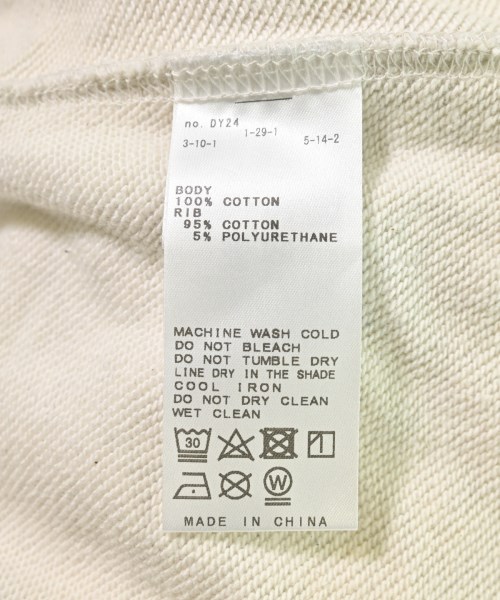 no. DY24
1-29-1
3-10-1 5-14-2
BODY
100% COTTON
RIB
95% COTTON
5% POLYURETHANE
MACHINE WASH COLD
DO NOT BLEACH
DO NOT TUMBLE DRY
LINE DRY IN THE SHADE
COOL IRON
DO NOT DRY CLEAN
WET CLEAN
30
W
MADE IN CHINA